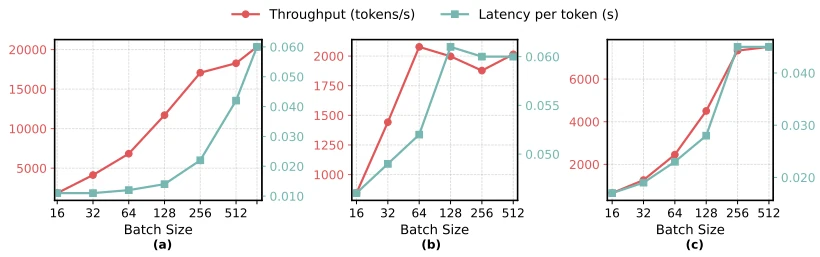 Throughput (tokens/s) Latency per token (s)
20000
15000
10000
5000
0.060
0.050
0.040
0.030
0.020
0.010
16 32 64 128 256 512
Batch Size
(a)
2000
1750
1500
1250
1000
0.060
0.055
0.050
16 32 64 128 256 512
Batch Size
(b)
6000
4000
2000
0.040
0.030
0.020
16 32 64 128 256 512
Batch Size
(c)